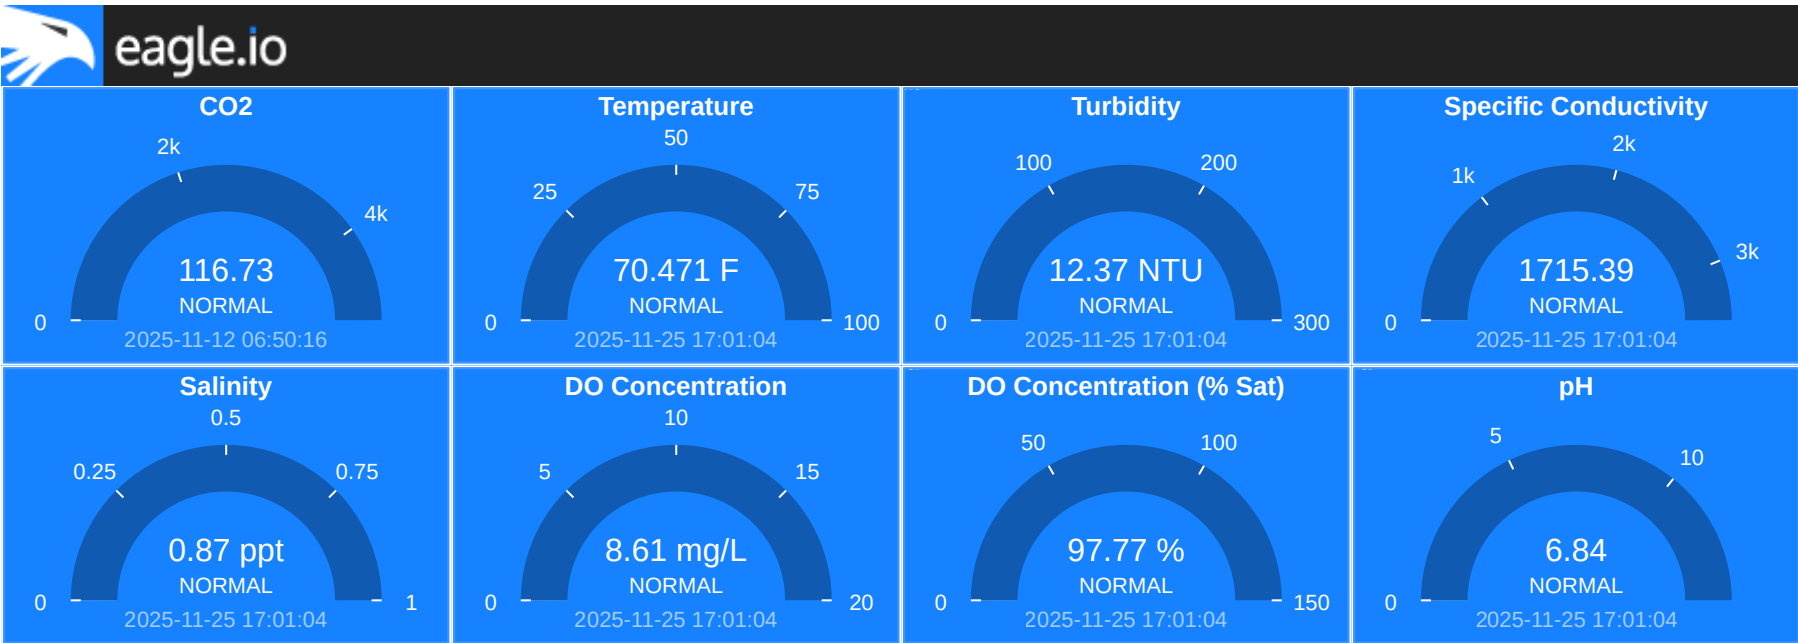 eagle.io
CO2
2k
4k
0
116.73
NORMAL
2025-11-12 06:50:16
Temperature
50
25
75
0
100
70.471 F
NORMAL
2025-11-25 17:01:04
Turbidity
100
200
0
300
12.37 NTU
NORMAL
2025-11-25 17:01:04
Specific Conductivity
2k
1k
3k
0
1715.39
NORMAL
2025-11-25 17:01:04
Salinity
0.5
0.25
0.75
0
1
0.87 ppt
NORMAL
2025-11-25 17:01:04
DO Concentration
10
5
15
0
20
8.61 mg/L
NORMAL
2025-11-25 17:01:04
DO Concentration (% Sat)
50
100
0
150
97.77 %
NORMAL
2025-11-25 17:01:04
pH
5
10
0
6.84
NORMAL
2025-11-25 17:01:04